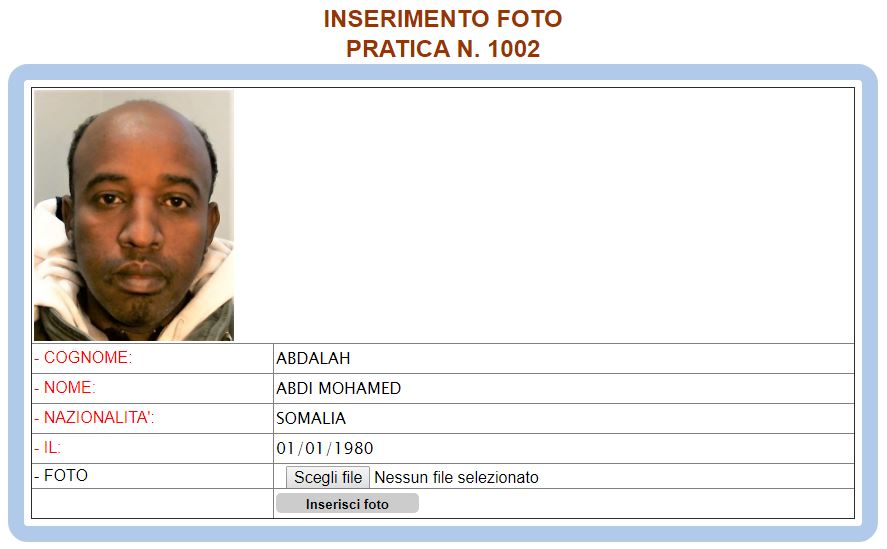 INSERIMENTO FOTO
PRATICA N. 1002
- COGNOME: ABDALAH
- NOME: ABDI MOHAMED
- NAZIONALITA': SOMALIA
- IL: 01/01/1980
- FOTO Scegli file Nessun file selezionato
Inserisci foto